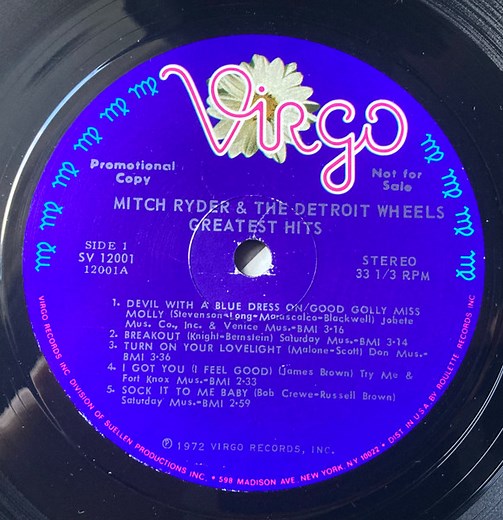 Virgo
Promotional
Copy
Not for
Sale
MITCH RYDER & THE DETROIT WHEELS
GREATEST HITS
SIDE 1
SV 12001
12001A
STEREO
33 1/3 RPM
1. DEVIL WITH A BLUE DRESS ON/GOOD GOLLY MISS
MOLLY (Stevenson-Long-Marascalco-Blackwell) Jobete
Mus. Co., Inc & Venice Mus.-BMI 3:16
2. BREAKOUT (Knight-Bernstein) Saturday Mus.-BMI 3:14
3. TURN ON YOUR LOVELIGHT (Malone-Scott) Don Mus.-
BMI 3:36
4. I GOT YOU (I FEEL GOOD) (James Brown) Try Me &
Fort Knox Mus.-BMI 2:33
5. SOCK IT TO ME BABY (Bob Crewe-Russell Brown)
Saturday Mus-BMI 2:59
℗ 1972 VIRGO RECORDS, INC.
VIRGO RECORDS INC. DIVISION OF SUELLEN PRODUCTIONS INC. • 598 MADISON AVE. NEW YORK, NY. 10022 • DIST. IN U.S.A. BY ROULETTE RECORDS INC